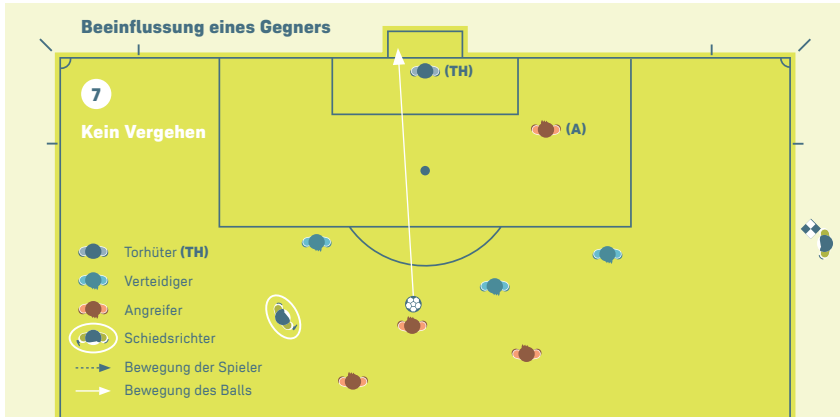 Beeinflussung eines Gegners
(TH)
7
(A)
Kein Vergehen
Torhüter (TH)
Verteidiger
Angreifer
Schiedsrichter
Bewegung der Spieler
Bewegung des Balls